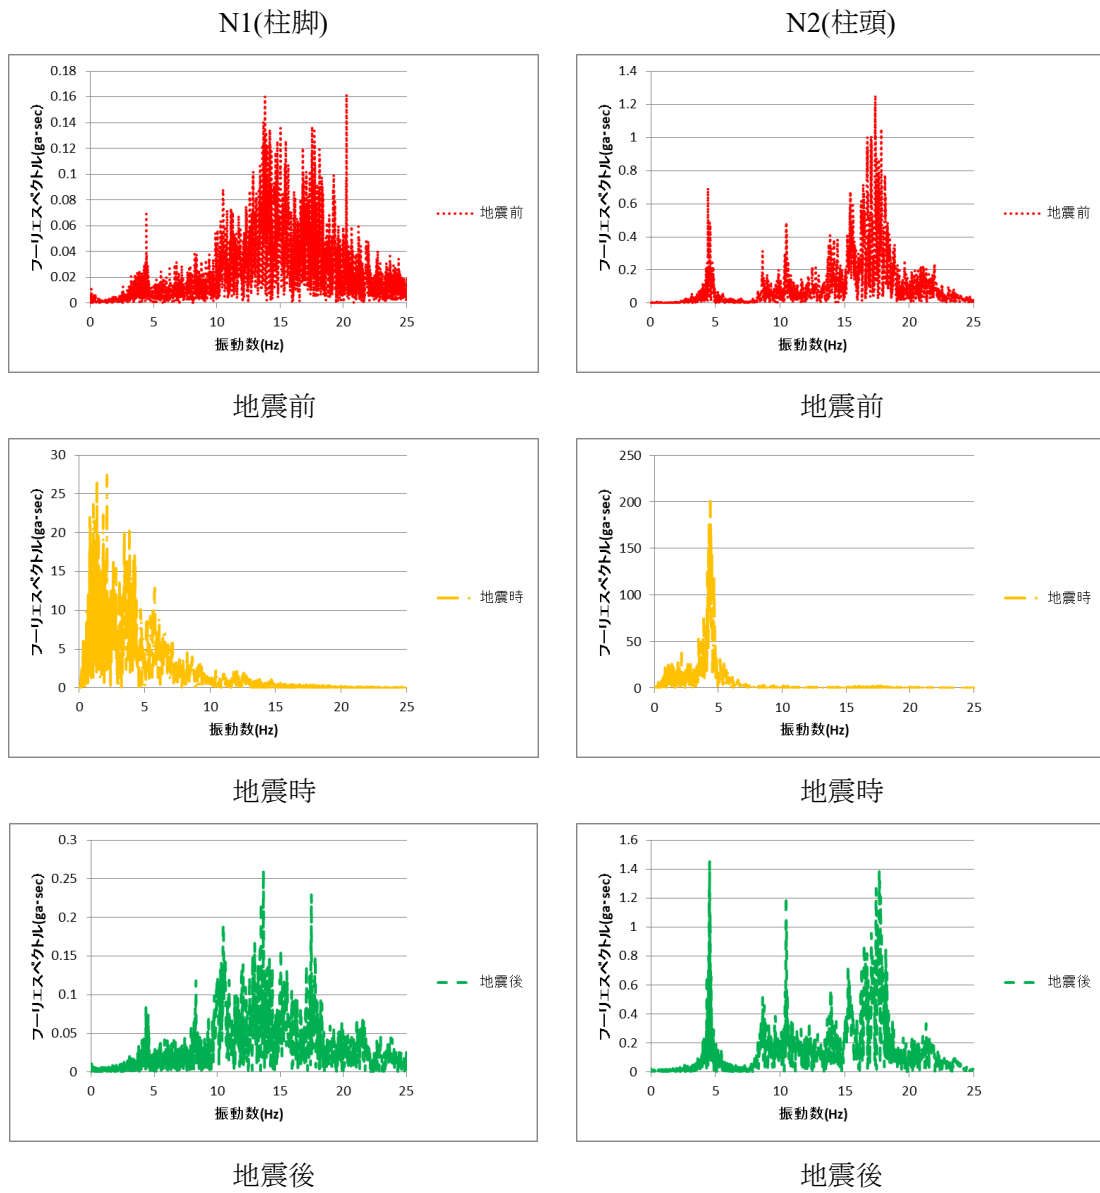 N1(柱脚)
N2(柱頭)
フーリエスペクトル(ga・sec)
0.18
0.16
0.14
0.12
0.1
0.08
0.06
0.04
0.02
0
0 5 10 15 20 25
振動数(Hz)
地震前
フーリエスペクトル(ga・sec)
1.4
1.2
1
0.8
0.6
0.4
0.2
0
0 5 10 15 20 25
振動数(Hz)
地震前
地震前
地震前
フーリエスペクトル(ga・sec)
30
25
20
15
10
5
0
0 5 10 15 20 25
振動数(Hz)
地震時
フーリエスペクトル(ga・sec)
250
200
150
100
50
0
0 5 10 15 20 25
振動数(Hz)
地震時
地震時
地震時
フーリエスペクトル(ga・sec)
0.3
0.25
0.2
0.15
0.1
0.05
0
0 5 10 15 20 25
振動数(Hz)
地震後
フーリエスペクトル(ga・sec)
1.6
1.4
1.2
1
0.8
0.6
0.4
0.2
0
0 5 10 15 20 25
振動数(Hz)
地震後
地震後
地震後